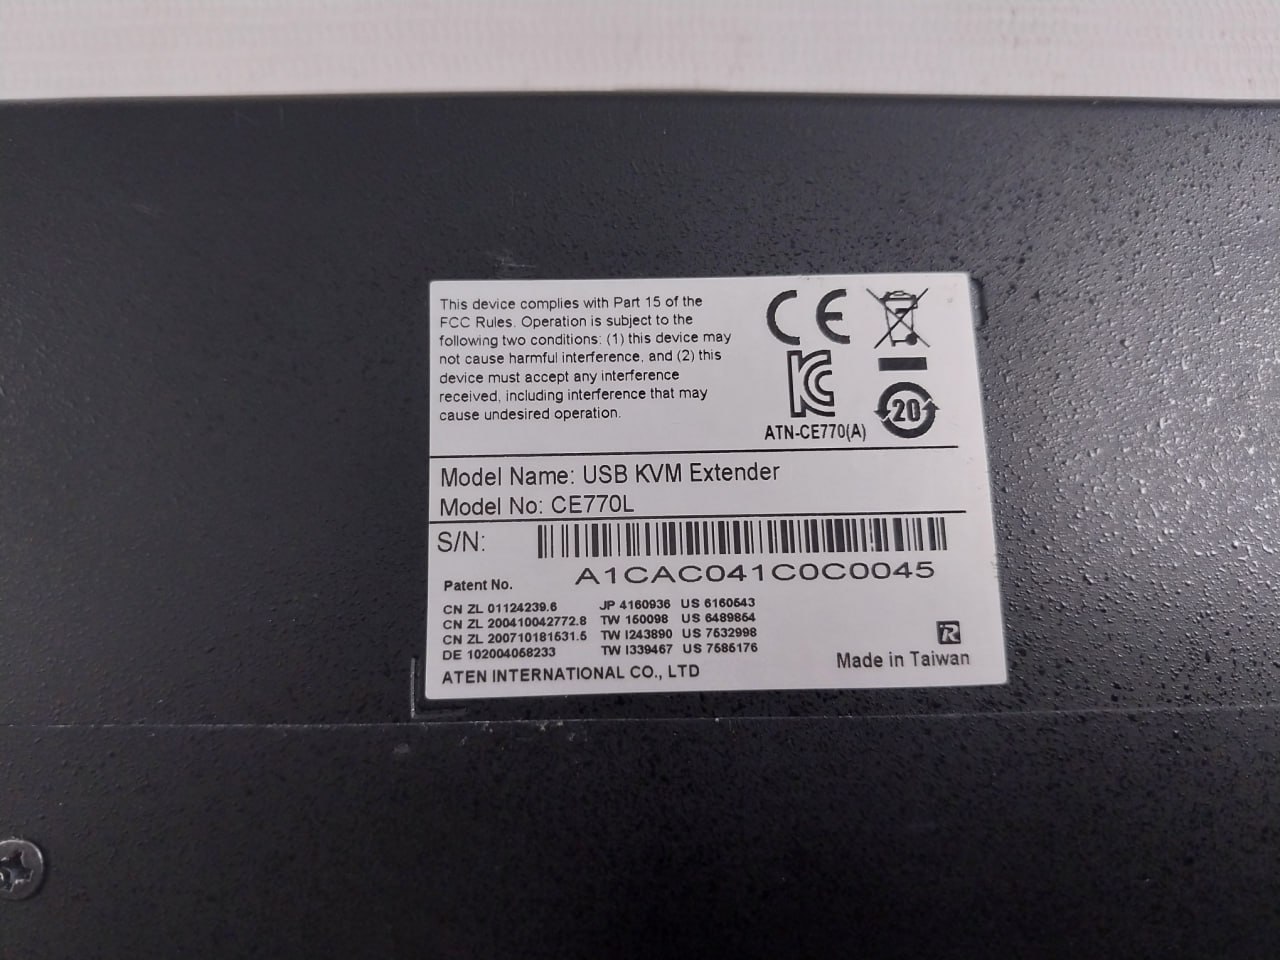 This device complies with Part 15 of the
FCC Rules. Operation is subject to the
following two conditions: (1) this device may
not cause harmful interference, and (2) this
device must accept any interference
received, including interference that may
cause undesired operation.
CE
KC
20
ATN-CE770(A)
Model Name: USB KVM Extender
Model No: CE770L
S/N:
A1CAC041C0C0045
Patent No.
CN ZL 01124239.6 JP 4160936 US 6160543
CN ZL 200410042772.8 TW 150098 US 6489854
CN ZL 200710181531.5 TW I243890 US 7532998
DE 102004058233 TW I339467 US 7585176
ATEN INTERNATIONAL CO., LTD
Made in Taiwan